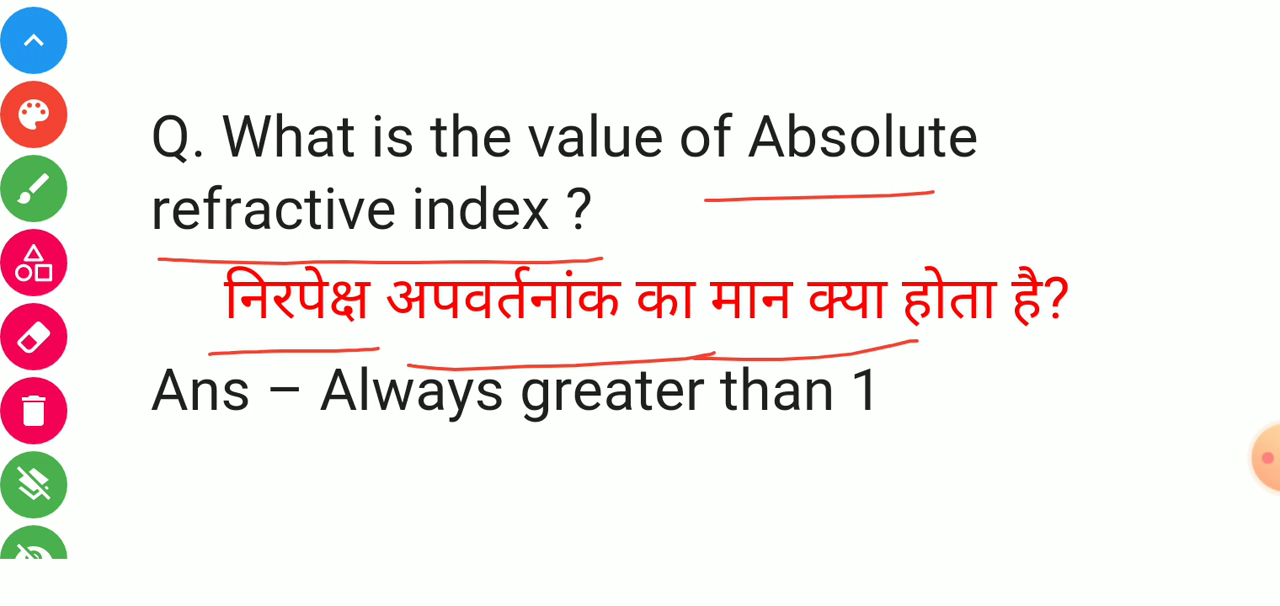 Q. What is the value of Absolute
refractive index ?
निरपेक्ष अपवर्तनांक का मान क्या होता है?
Ans – Always greater than 1